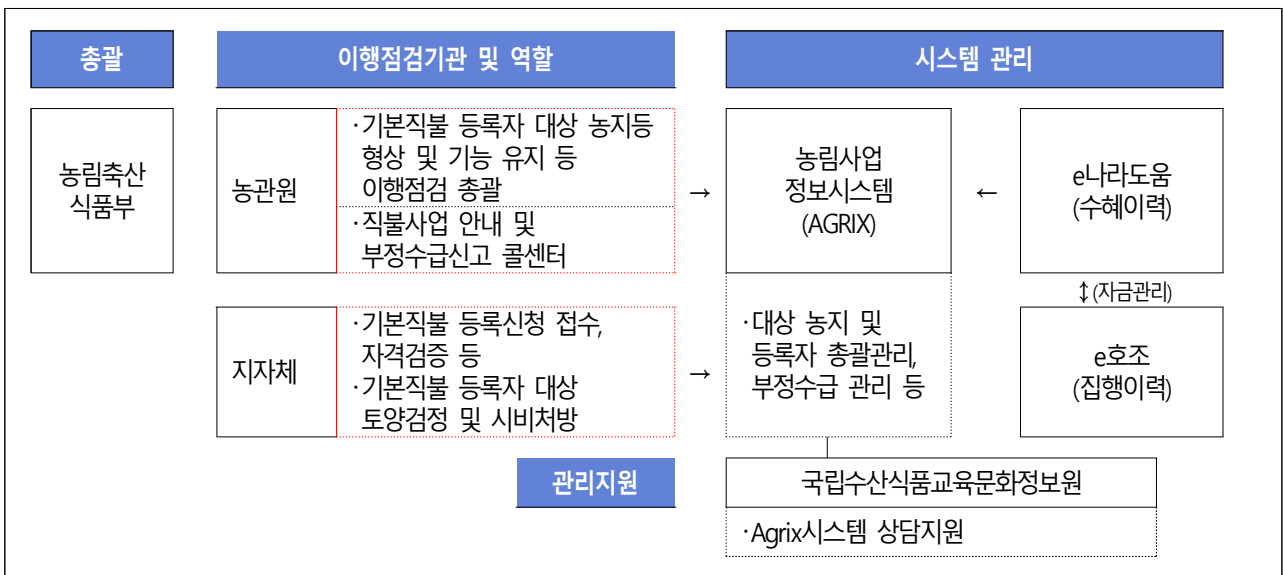 총괄
이행점검기관 및 역할
시스템 관리
농림축산
식품부
농관원
·기본직불 등록자 대상 농지등
형상 및 기능 유지 등
이행점검 총괄
·직불사업 안내 및
부정수급신고 콜센터
→
농림사업
정보시스템
(AGRIX)
←
e나라도움
(수혜이력)
↕(자금관리)
지자체
·기본직불 등록신청 접수,
자격검증 등
·기본직불 등록자 대상
토양검정 및 시비처방
→
·대상 농지 및
등록자 총괄관리,
부정수급 관리 등
e호조
(집행이력)
관리지원
국립수산식품교육문화정보원
·Agrix시스템 상담지원